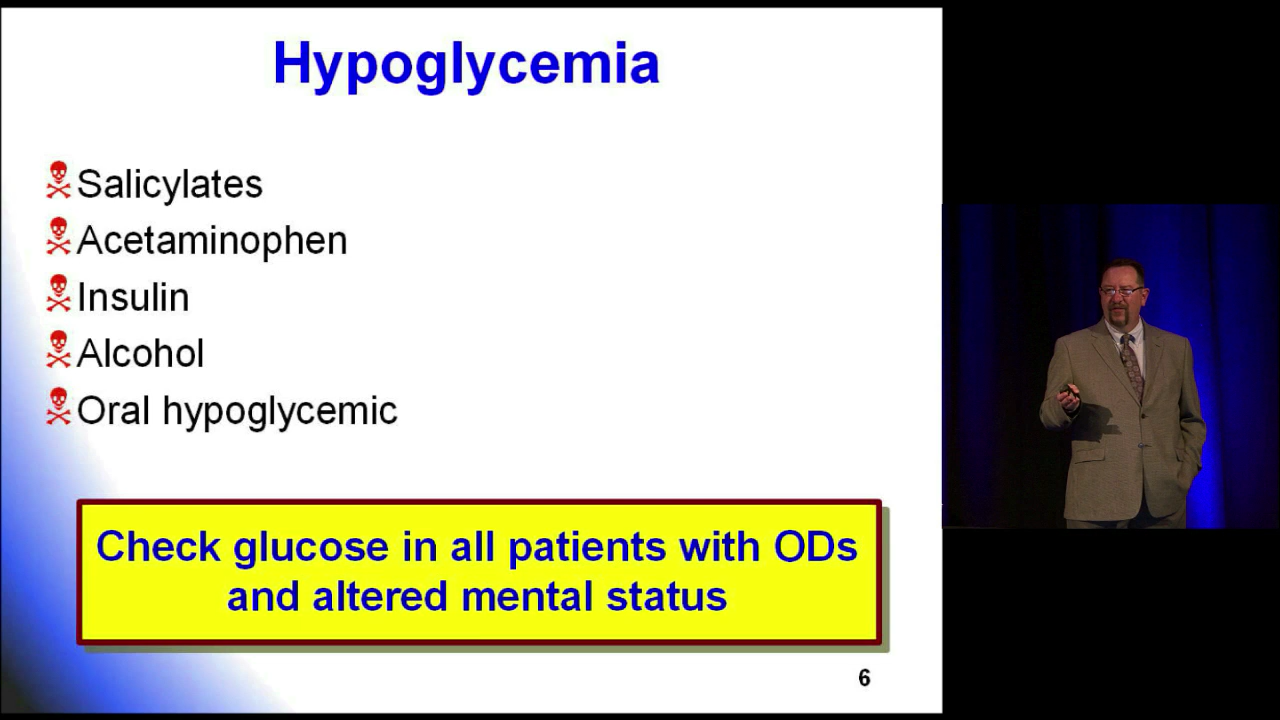 Hypoglycemia
Salicylates
Acetaminophen
Insulin
Alcohol
Oral hypoglycemic
Check glucose in all patients with ODs
and altered mental status
6